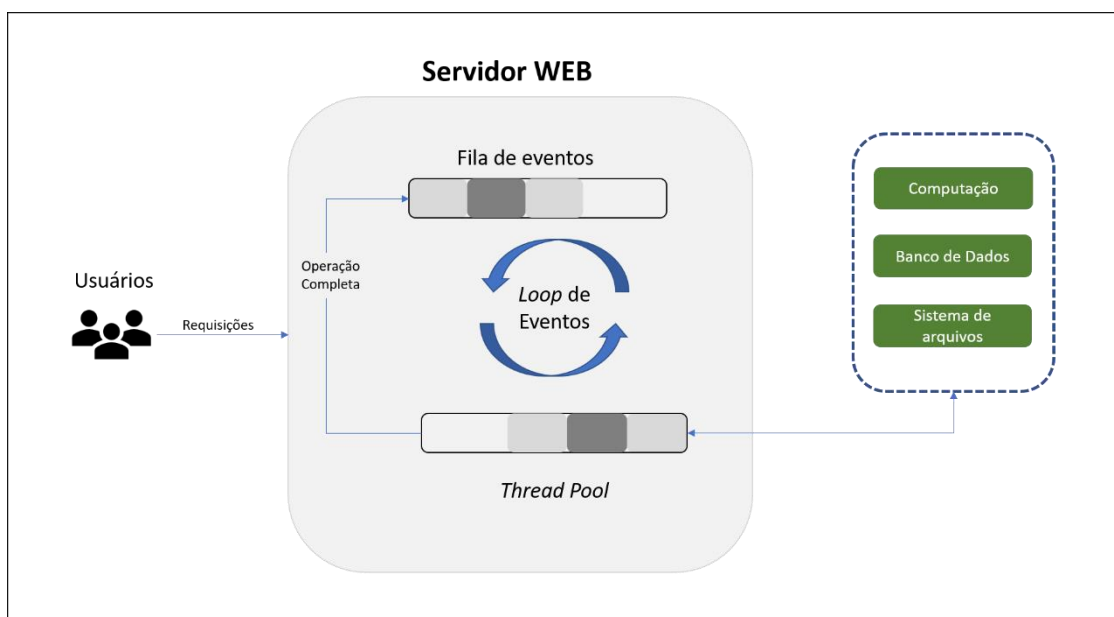 Servidor WEB
Fila de eventos
Operação
Completa
Usuários
Requisições
Loop de
Eventos
Thread Pool
Computação
Banco de Dados
Sistema de
arquivos